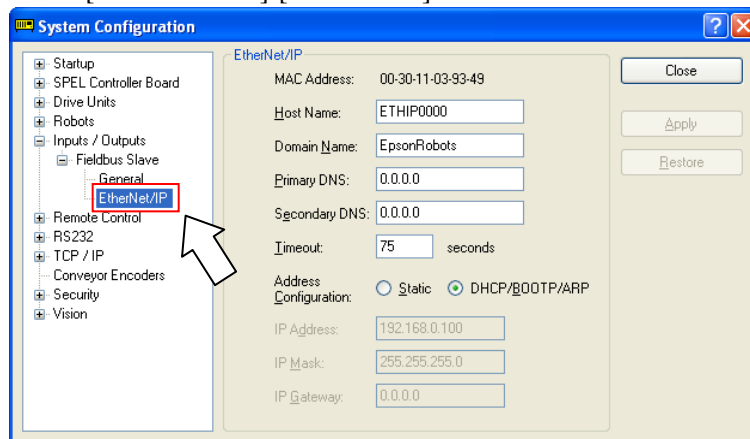 System Configuration
Startup
SPEL Controller Board
Drive Units
Robots
Inputs / Outputs
Fieldbus Slave
General
EtherNet/IP
Remote Control
RS232
TCP / IP
Conveyor Encoders
Security
Vision
EtherNet/IP
MAC Address: 00-30-11-03-93-49
Host Name: ETHIP0000
Domain Name: EpsonRobots
Primary DNS: 0.0.0.0
Secondary DNS: 0.0.0.0
Timeout: 75 seconds
Address
Configuration: Static DHCP/BOOTP/ARP
IP Address: 192.168.0.100
IP Mask: 255.255.255.0
IP Gateway: 0.0.0.0
Close
Apply
Restore